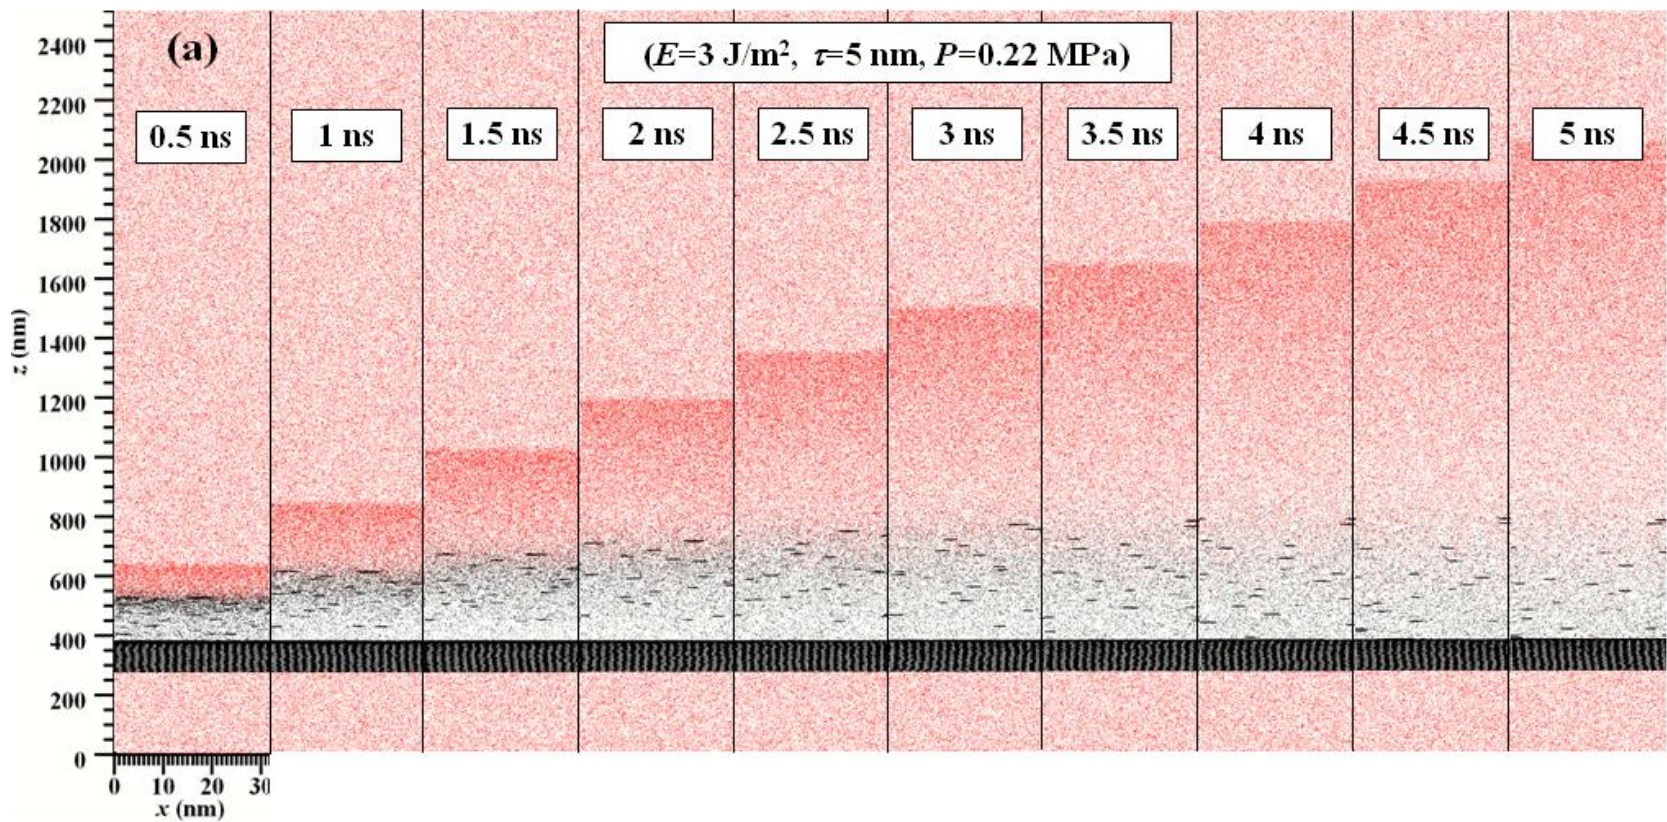 (a)
(E=3 J/m², τ=5 nm, P=0.22 MPa)
0.5 ns
1 ns
1.5 ns
2 ns
2.5 ns
3 ns
3.5 ns
4 ns
4.5 ns
5 ns
2400
2200
2000
1800
1600
1400
1200
1000
800
600
400
200
0
z (nm)
0 10 20 30
x (nm)